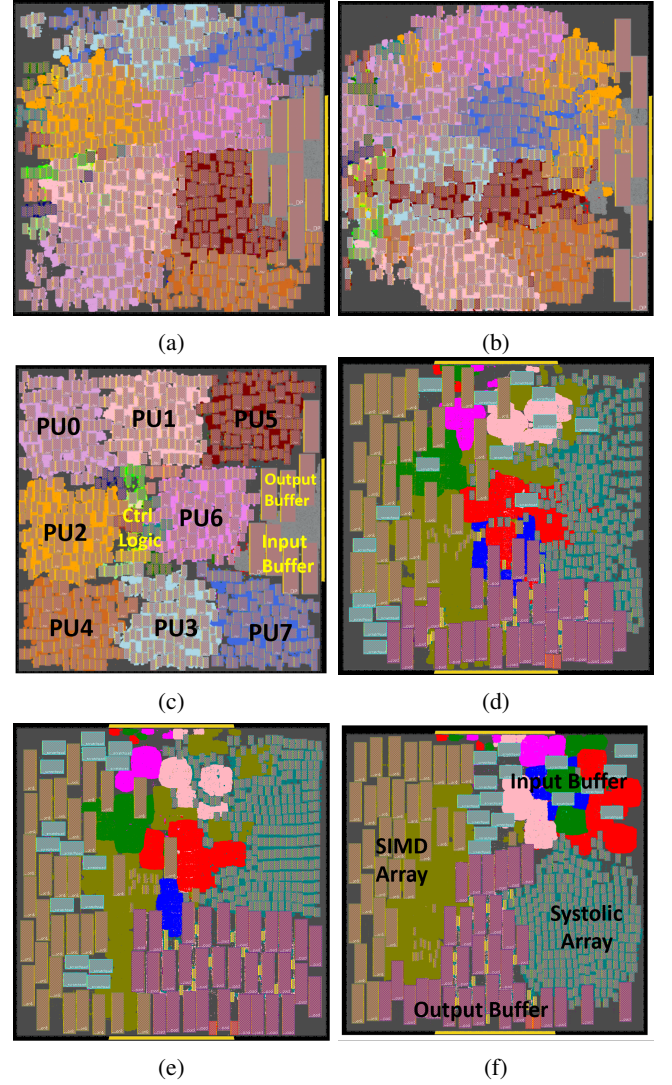 (a)
(b)
PU0 PU1 PU5
Output
Buffer
Ctrl
Logic
PU2 PU6
Input
Buffer
PU4 PU3 PU7
(c)
(d)
(e)
Input Buffer
SIMD
Array
Systolic
Array
Output Buffer
(f)